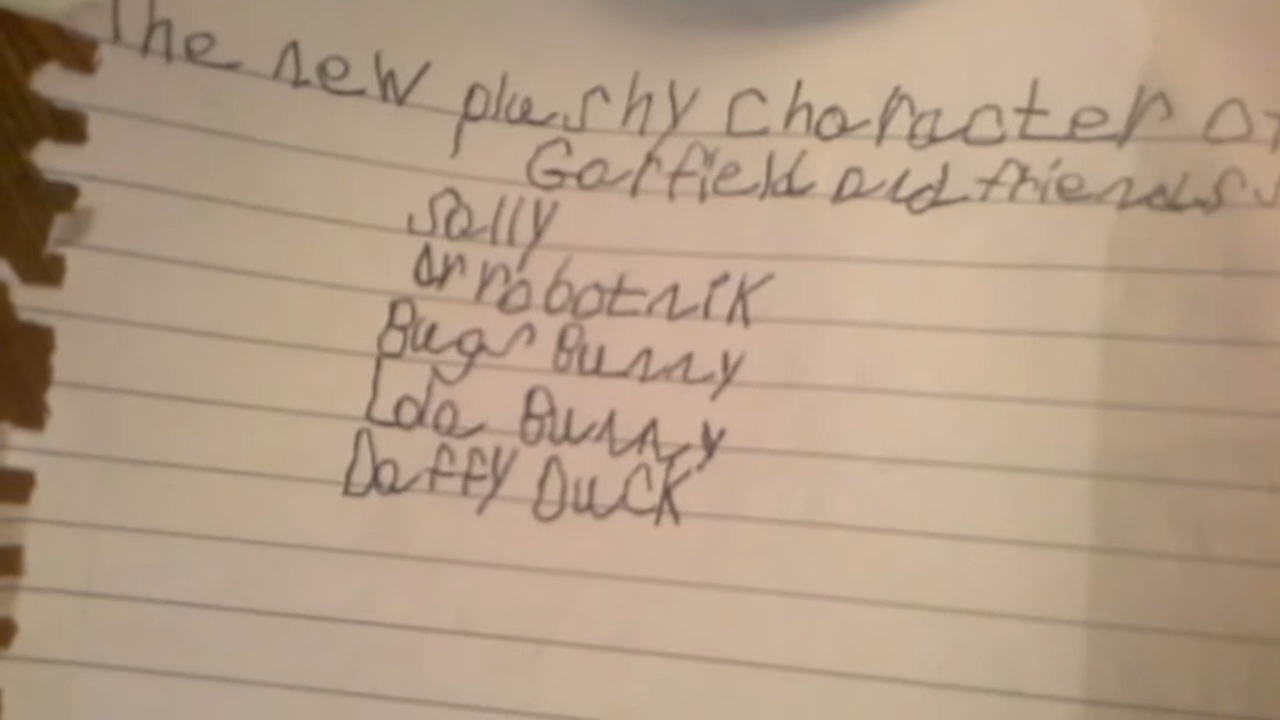 The new plushy character of
Garfield and friends
Sally
Dr robotnik
Bugs Bunny
Lola Bunny
Daffy Duck